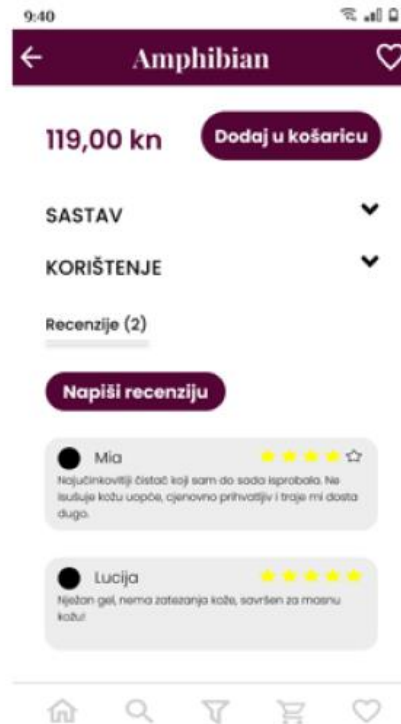 9:40
Amphibian
119,00 kn
Dodaj u košaricu
SASTAV
KORIŠTENJE
Recenzije (2)
Napiši recenziju
Mia
Najučinkovitiji čistač koji sam do sada isprobala. Ne
isušuje kožu uopće, cjenovno prihvatljiv i traje mi dosta
dugo.
Lucija
Nježan gel, nema zatezanja kože, savršen za masnu
kožu!